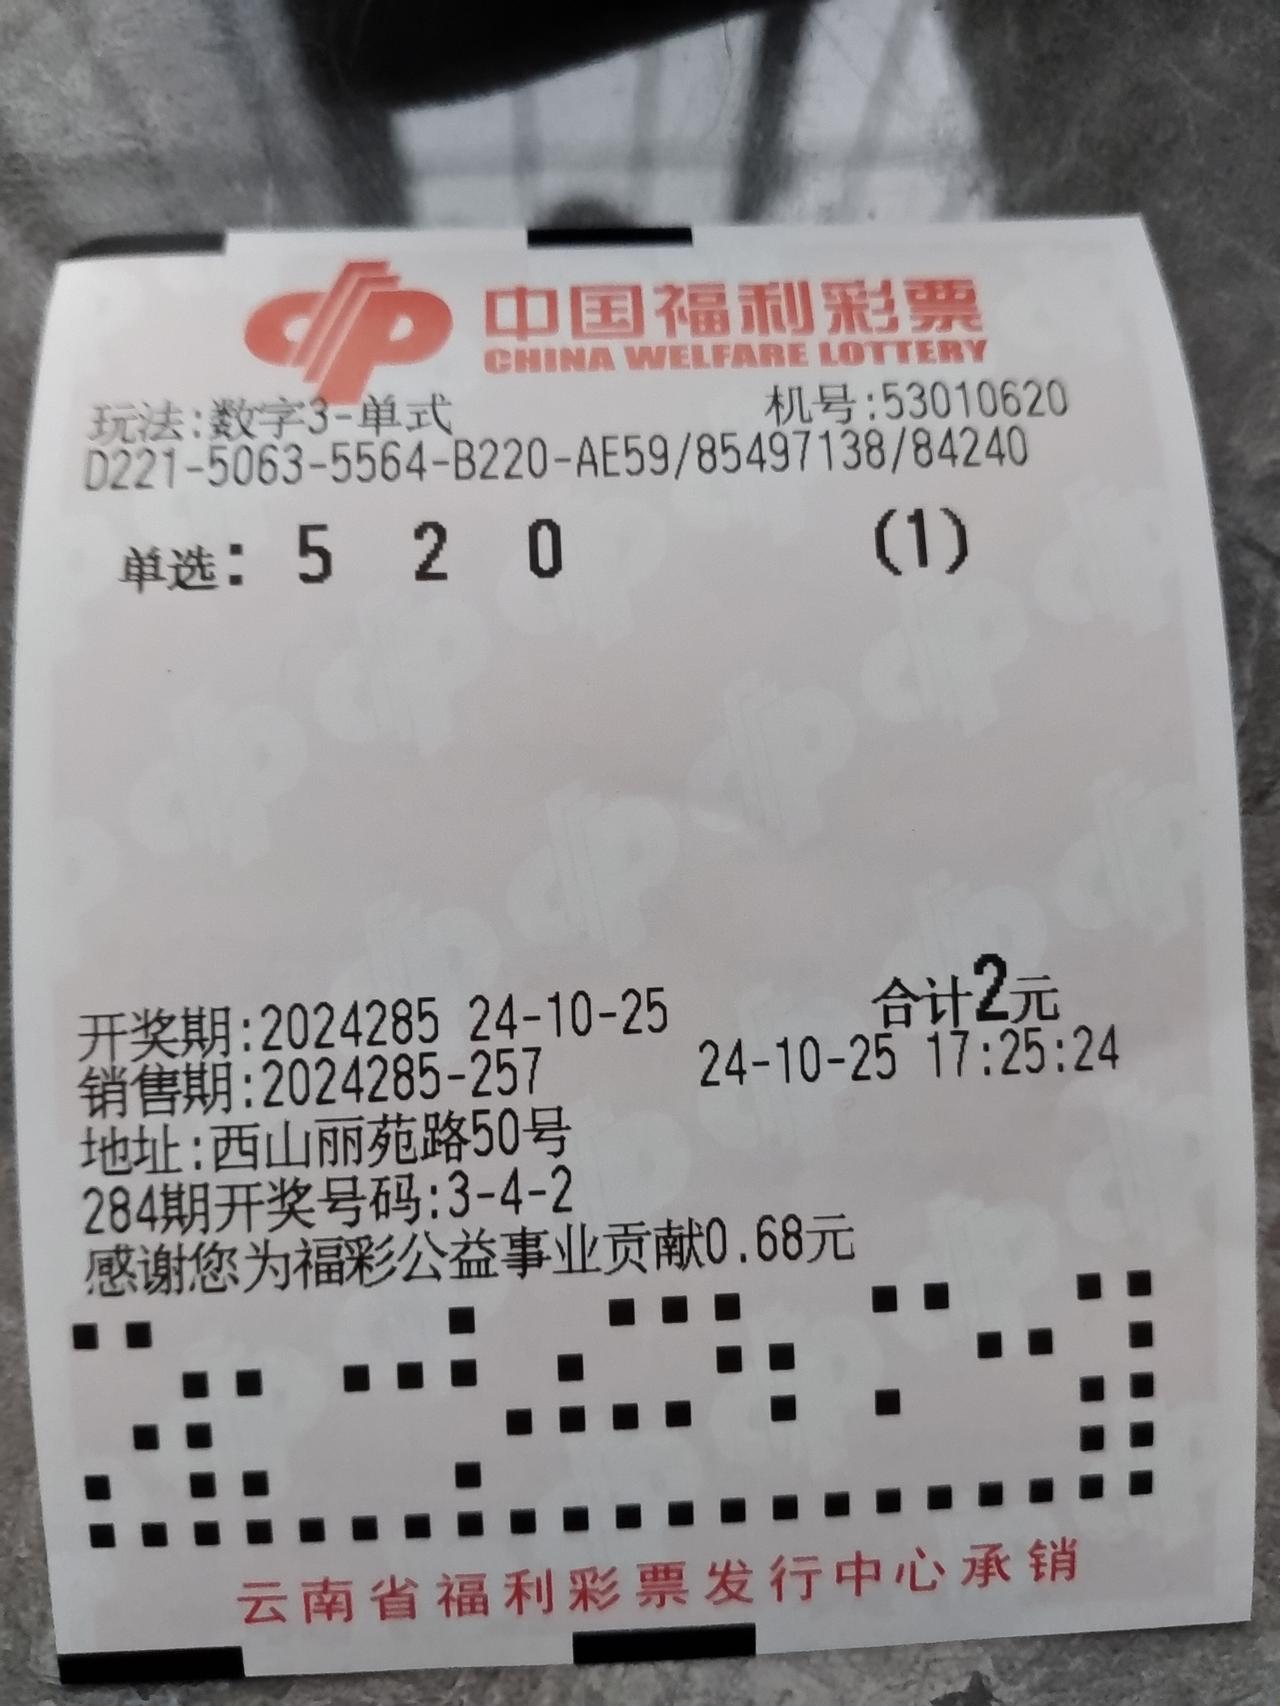 中国福利彩票
CHINA WELFARE LOTTERY
玩法:数字3-单式 机号:53010620
D221-5063-5564-B220-AE59/85497138/84240
单选: 5 2 0 (1)
合计2元
开奖期:2024285 24-10-25
销售期:2024285-257 24-10-25 17:25:24
地址:西山丽苑路50号
284期开奖号码:3-4-2
感谢您为福彩公益事业贡献0.68元
云南省福利彩票发行中心承销